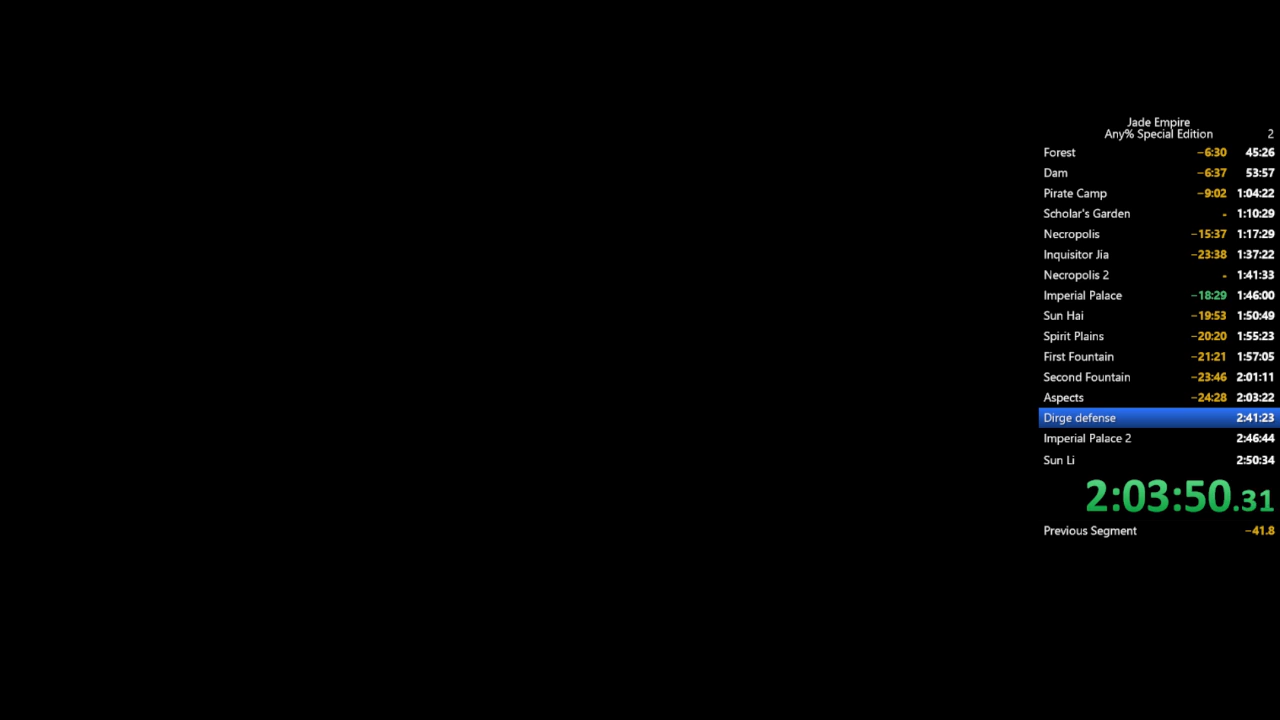 Jade Empire
Any% Special Edition 2
Forest −6:30 45:26
Dam −6:37 53:57
Pirate Camp −9:02 1:04:22
Scholar's Garden - 1:10:29
Necropolis −15:37 1:17:29
Inquisitor Jia −23:38 1:37:22
Necropolis 2 - 1:41:33
Imperial Palace −18:29 1:46:00
Sun Hai −19:53 1:50:49
Spirit Plains −20:20 1:55:23
First Fountain −21:21 1:57:05
Second Fountain −23:46 2:01:11
Aspects −24:28 2:03:22
Dirge defense 2:41:23
Imperial Palace 2 2:46:44
Sun Li 2:50:34
2:03:50.31
Previous Segment −41.8